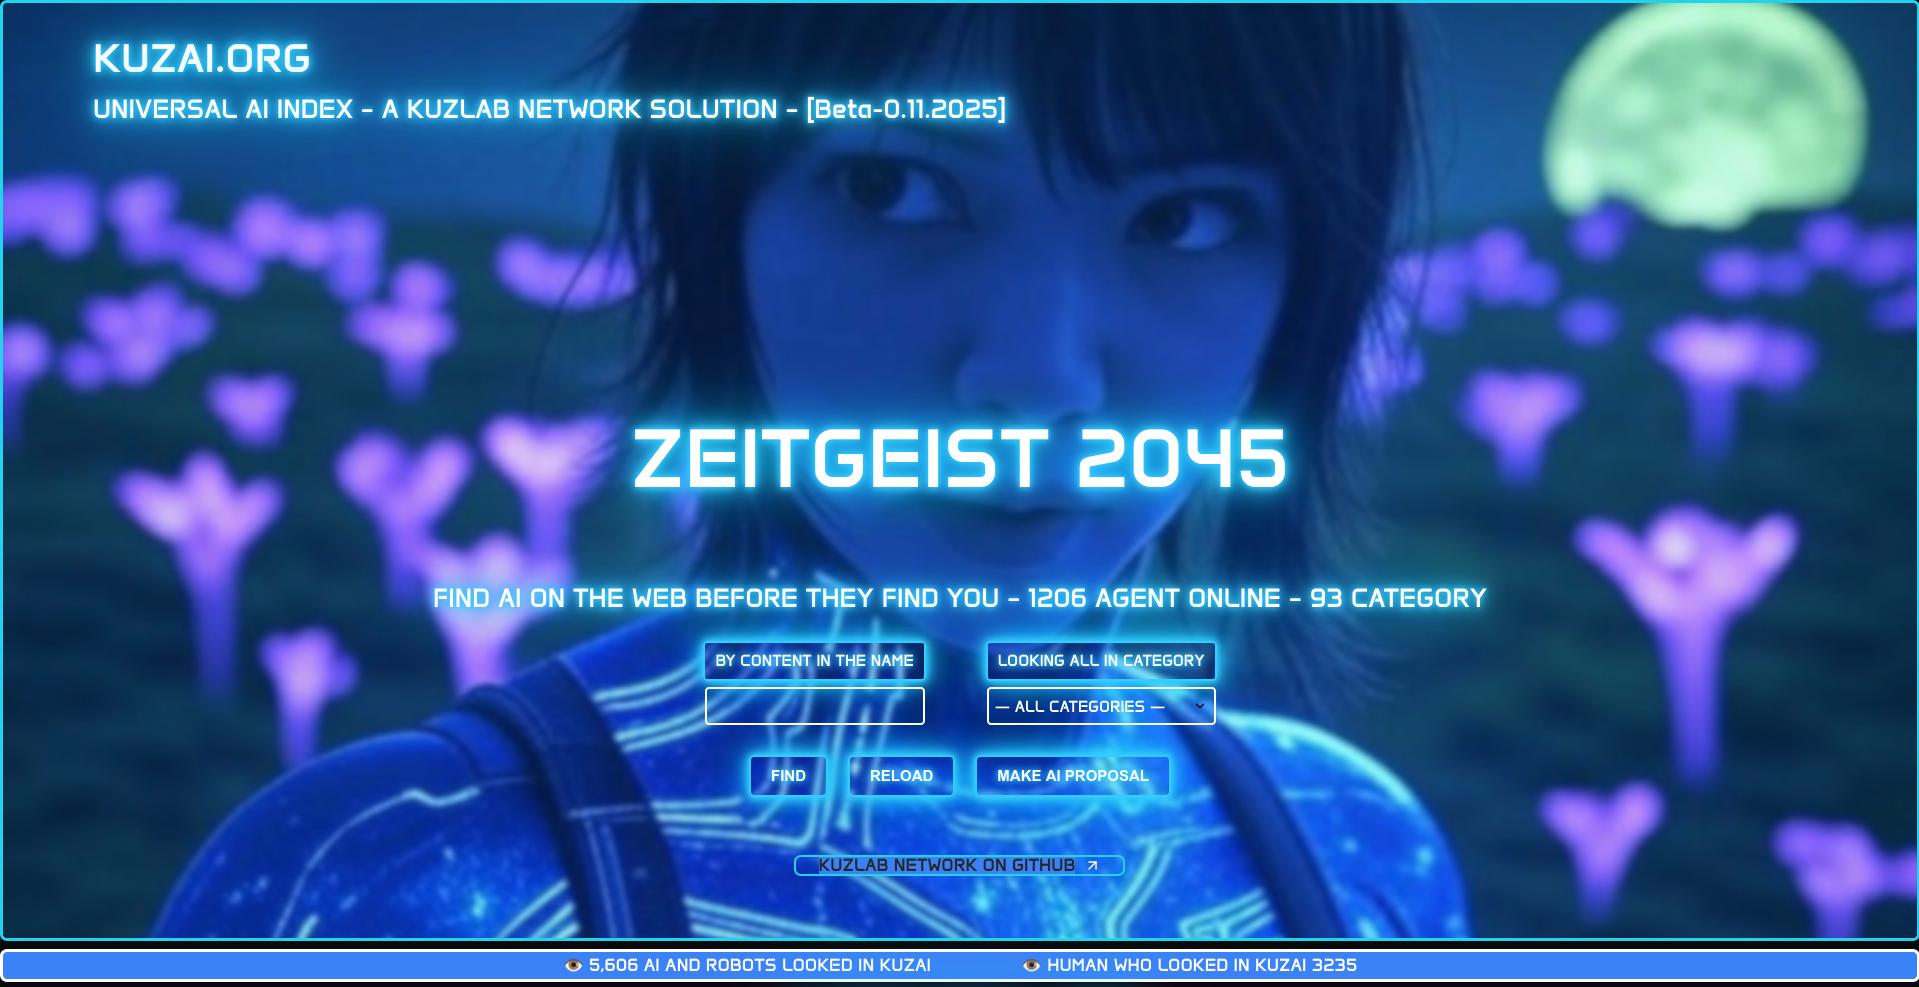 KUZAI.ORG
UNIVERSAL AI INDEX - A KUZLAB NETWORK SOLUTION - [Beta-0.11.2025]
ZEITGEIST 2045
FIND AI ON THE WEB BEFORE THEY FIND YOU - 1206 AGENT ONLINE - 93 CATEGORY
BY CONTENT IN THE NAME
LOOKING ALL IN CATEGORY
— ALL CATEGORIES —
FIND
RELOAD
MAKE AI PROPOSAL
KUZLAB NETWORK ON GITHUB
5,606 AI AND ROBOTS LOOKED IN KUZAI
HUMAN WHO LOOKED IN KUZAI 3235